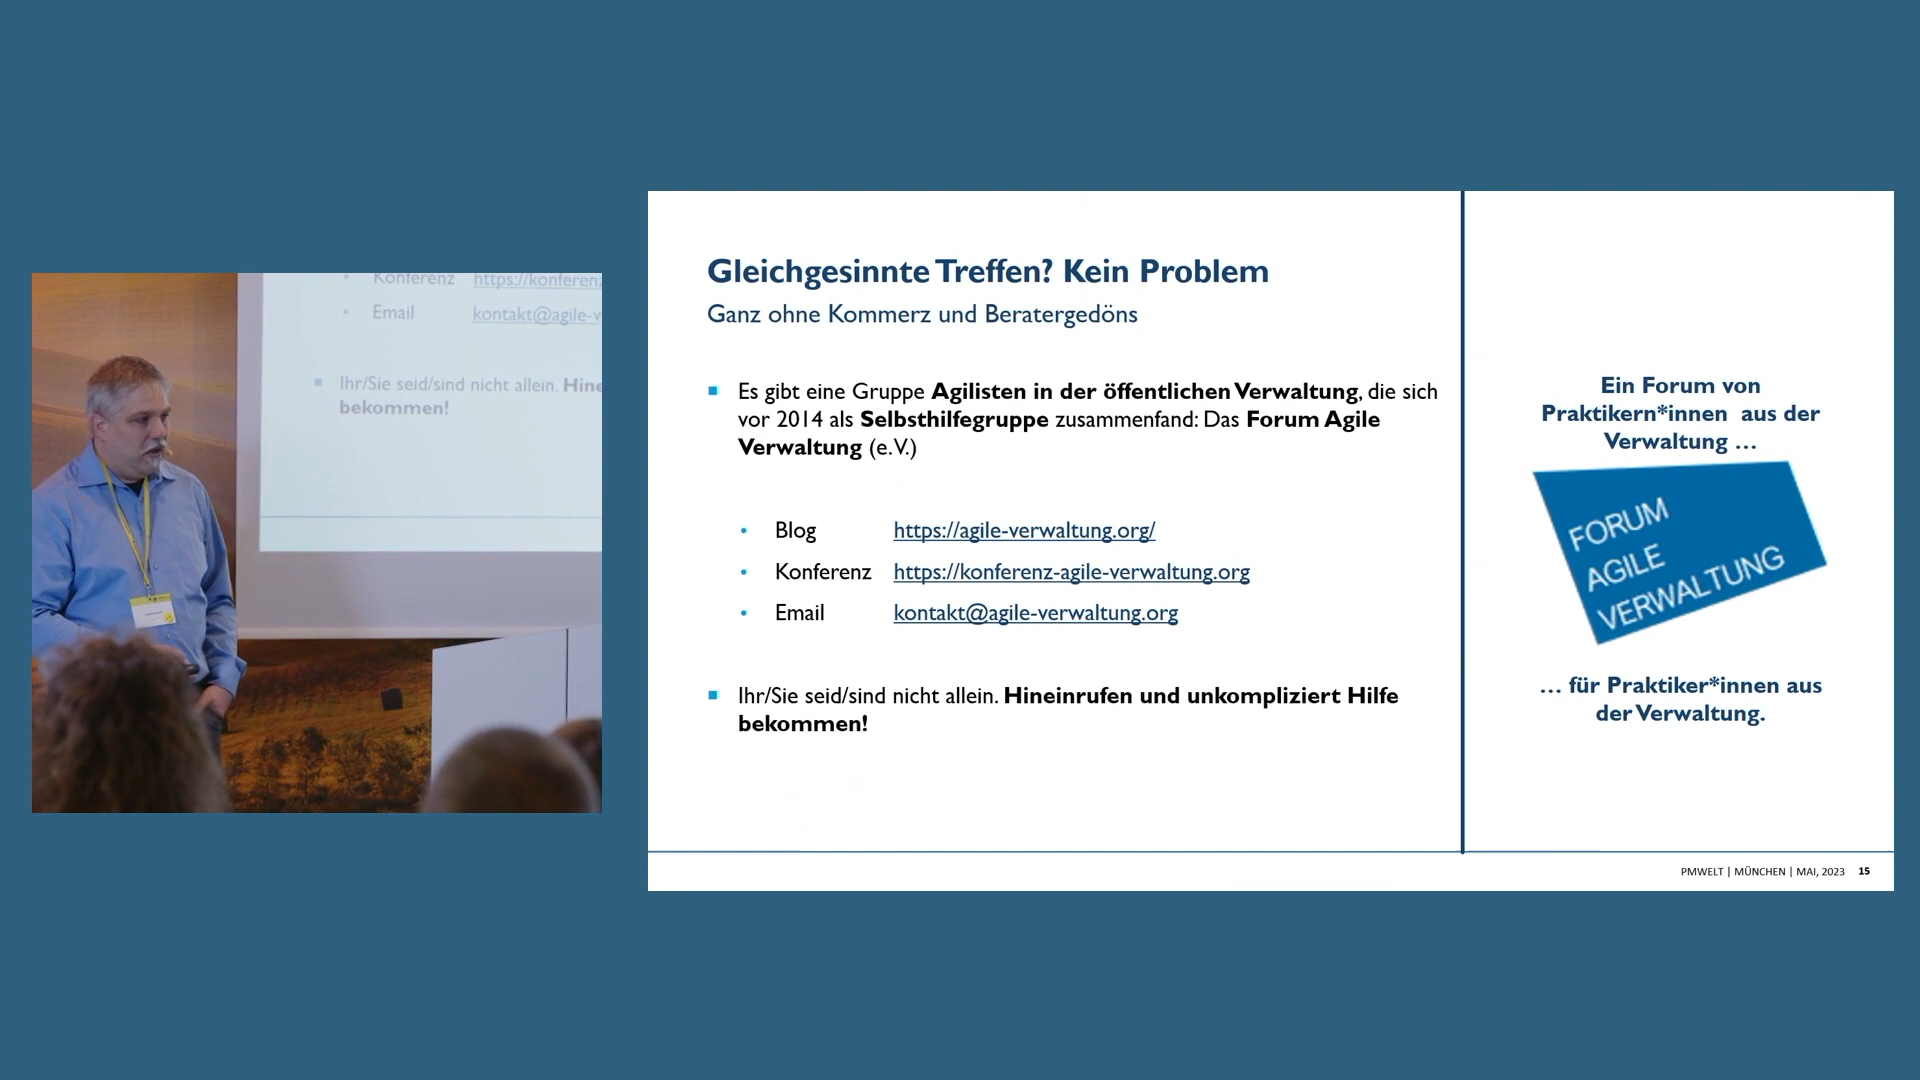 Konferenz https://konferenz
Email kontakt@agile-v
Ihr/Sie seid/sind nicht allein. Hine
bekommen!
Gleichgesinnte Treffen? Kein Problem
Ganz ohne Kommerz und Beratergedöns
Es gibt eine Gruppe Agilisten in der öffentlichen Verwaltung, die sich
vor 2014 als Selbsthilfegruppe zusammenfand: Das Forum Agile
Verwaltung (e.V.)
Blog https://agile-verwaltung.org/
Konferenz https://konferenz-agile-verwaltung.org
Email kontakt@agile-verwaltung.org
Ihr/Sie seid/sind nicht allein. Hineinrufen und unkompliziert Hilfe
bekommen!
Ein Forum von
Praktikern*innen aus der
Verwaltung …
FORUM
AGILE
VERWALTUNG
… für Praktiker*innen aus
der Verwaltung.
PMWELT | MÜNCHEN | MAI, 2023 15